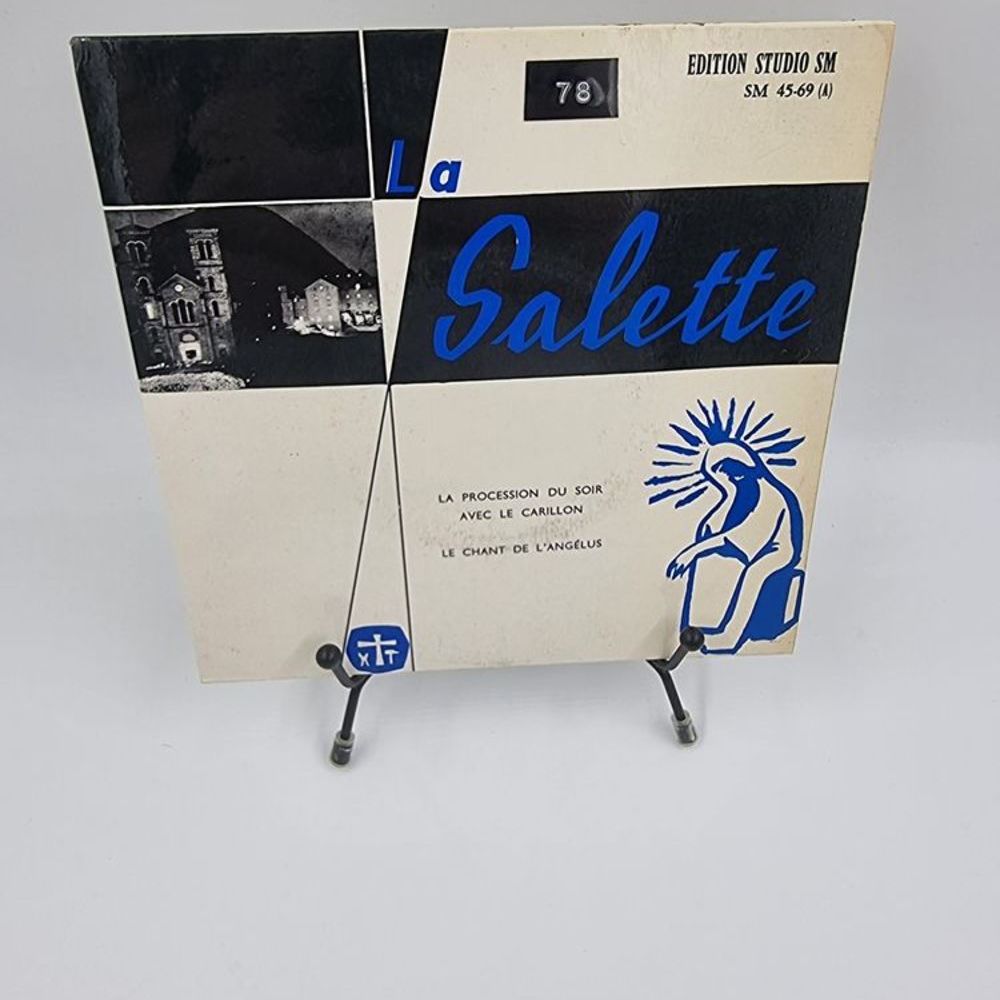 EDITION STUDIO SM
78
SM 45-69 (A)
La
Salette
LA PROCESSION DU SOIR
AVEC LE CARILLON
LE CHANT DE L'ANGÉLUS
X T